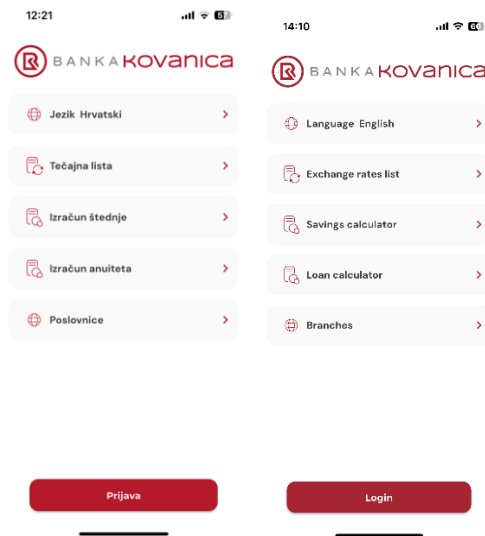 12:21
BANKA KOVANICA
Jezik Hrvatski
Tečajna lista
Izračun štednje
Izračun anuiteta
Poslovnice
Prijava
14:10
BANKA KOVANICA
Language English
Exchange rates list
Savings calculator
Loan calculator
Branches
Login